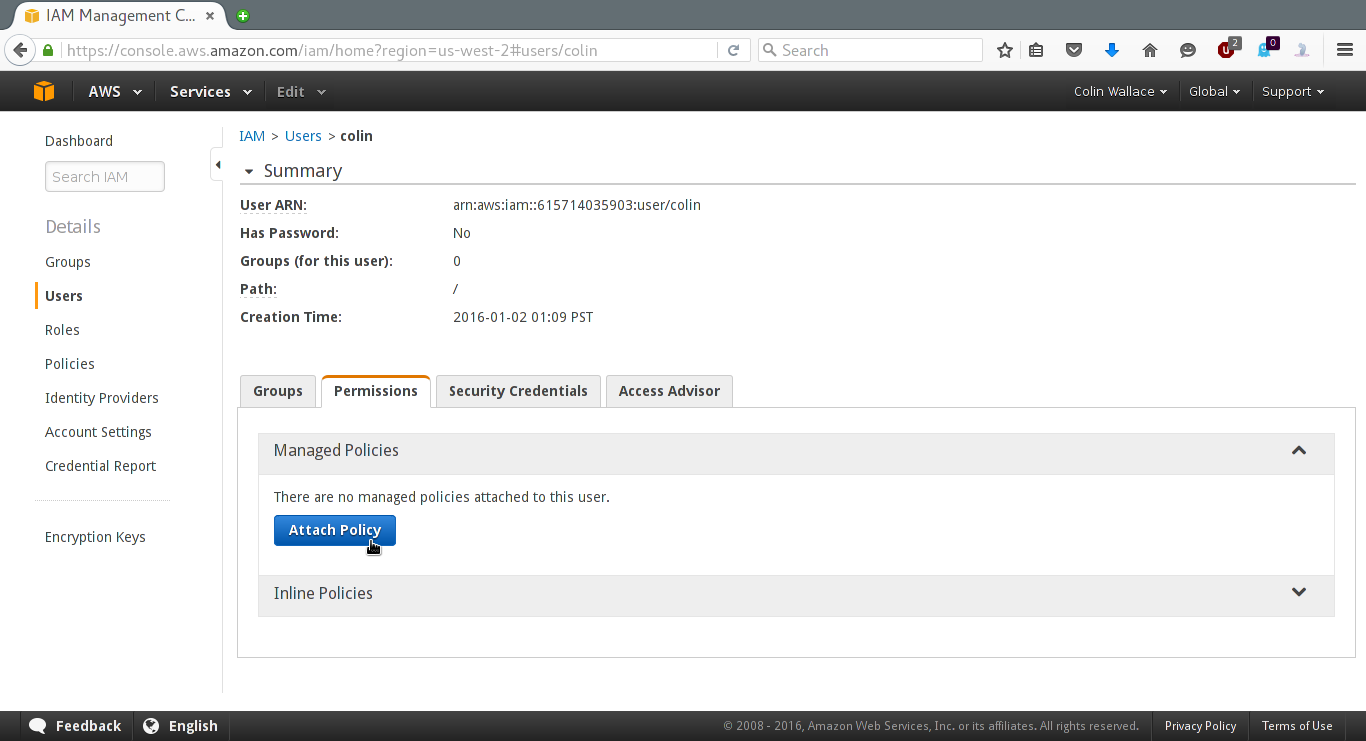 IAM Management C...
https://console.aws.amazon.com/iam/home?region=us-west-2#users/colin
Search
2
0
AWS Services Edit Colin Wallace Global Support
Dashboard
Search IAM
Details
Groups
Users
Roles
Policies
Identity Providers
Account Settings
Credential Report
Encryption Keys
IAM > Users > colin
Summary
User ARN: arn:aws:iam::615714035903:user/colin
Has Password: No
Groups (for this user): 0
Path: /
Creation Time: 2016-01-02 01:09 PST
Groups Permissions Security Credentials Access Advisor
Managed Policies
There are no managed policies attached to this user.
Attach Policy
Inline Policies
Feedback English © 2008 - 2016, Amazon Web Services, Inc. or its affiliates. All rights reserved. Privacy Policy Terms of Use